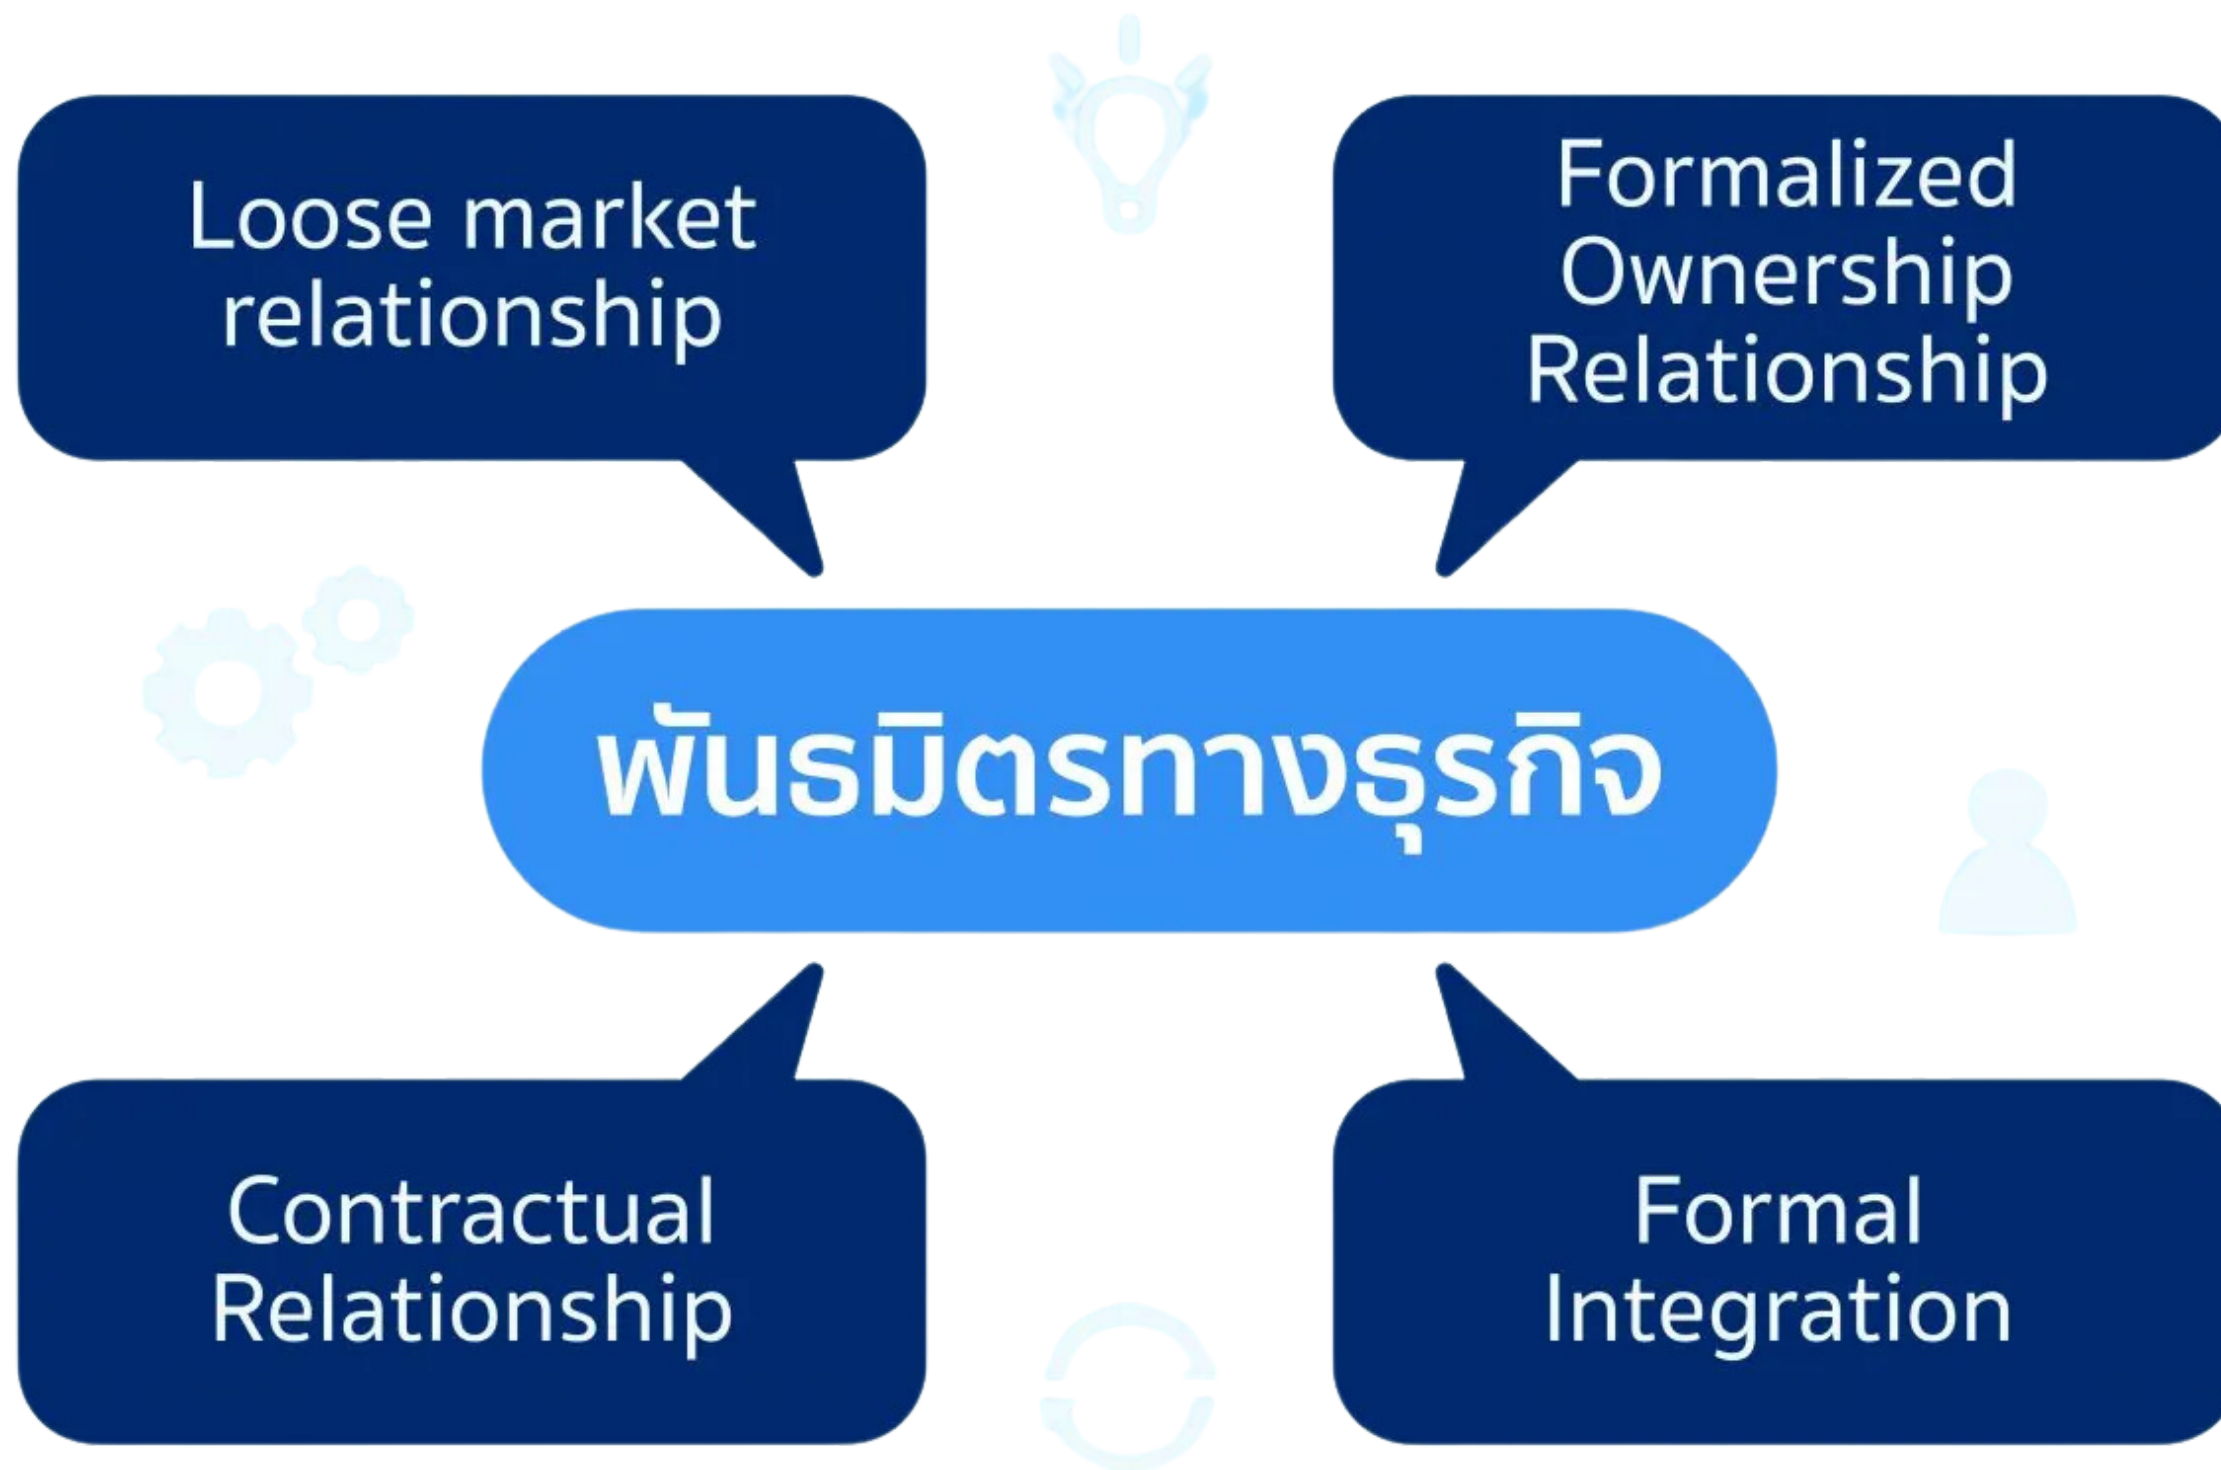 Loose market
relationship
Formalized
Ownership
Relationship
พันธมิตรทางธุรกิจ
Contractual
Relationship
Formal
Integration